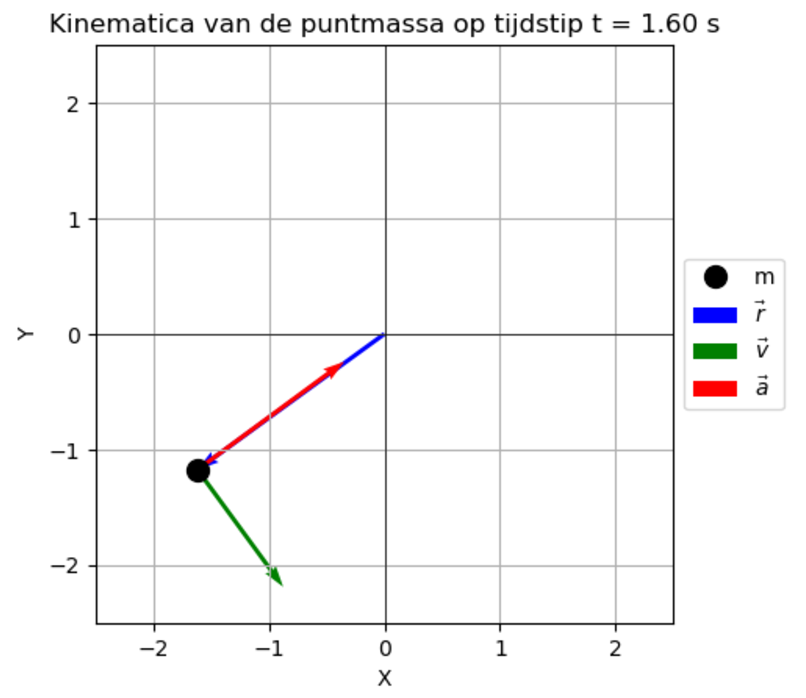 Kinematica van de puntmassa op tijdstip t = 1.60 s
2
1
0
−1
−2
Y
−2 −1 0 1 2
X
m
r⃗
v⃗
a⃗